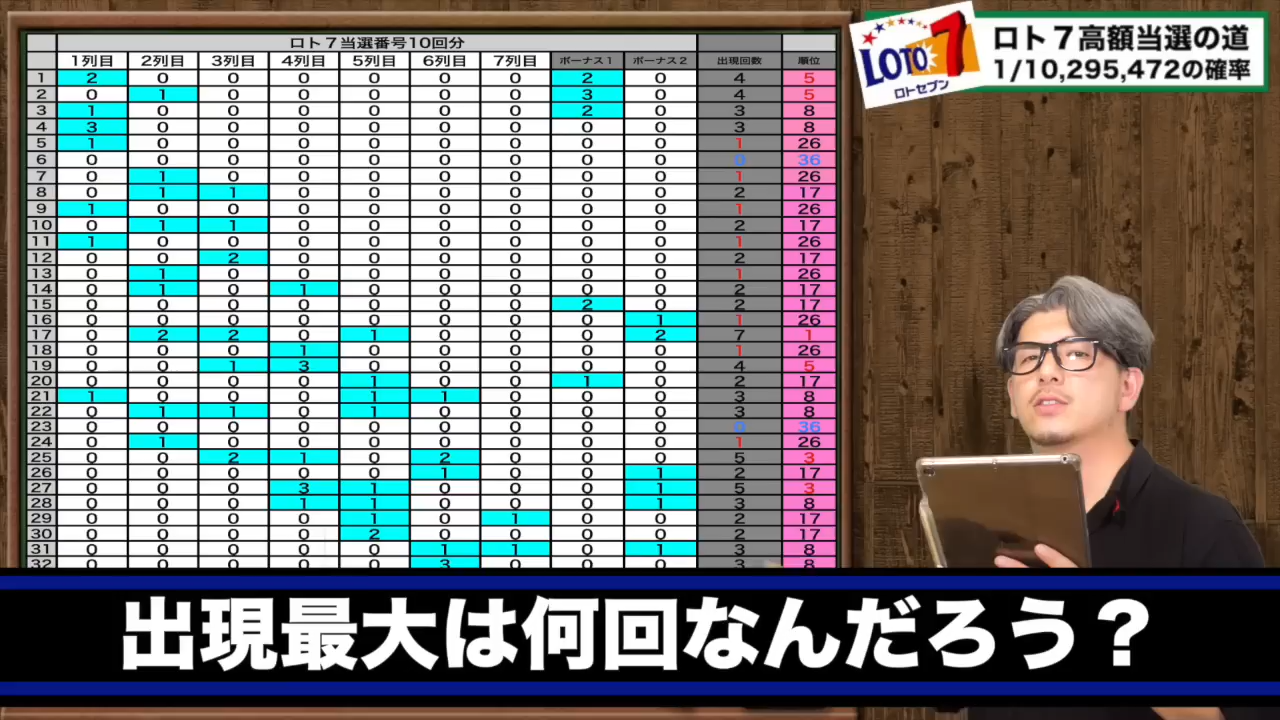 ロト７当選番号10回分
1列目 2列目 3列目 4列目 5列目 6列目 7列目 ボーナス1 ボーナス2 出現回数 順位
1 2 0 0 0 0 0 0 2 0 4 5
2 0 1 0 0 0 0 0 3 0 4 5
3 1 0 0 0 0 0 0 2 0 3 8
4 3 0 0 0 0 0 0 0 0 3 8
5 1 0 0 0 0 0 0 0 0 1 26
6 0 0 0 0 0 0 0 0 0 0 36
7 0 1 0 0 0 0 0 0 0 1 26
8 0 1 1 0 0 0 0 0 0 2 17
9 1 0 0 0 0 0 0 0 0 1 26
10 0 1 1 0 0 0 0 0 0 2 17
11 1 0 0 0 0 0 0 0 0 1 26
12 0 0 2 0 0 0 0 0 0 2 17
13 0 1 0 0 0 0 0 0 0 1 26
14 0 1 0 1 0 0 0 0 0 2 17
15 0 0 0 0 0 0 0 2 0 2 17
16 0 0 0 0 0 0 0 0 1 1 26
17 0 2 2 0 1 0 0 0 2 7 1
18 0 0 0 1 0 0 0 0 0 1 26
19 0 0 1 3 0 0 0 0 0 4 5
20 0 0 0 0 1 0 0 1 0 2 17
21 1 0 0 0 1 1 0 0 0 3 8
22 0 1 1 0 1 0 0 0 0 3 8
23 0 0 0 0 0 0 0 0 0 0 36
24 0 1 0 0 0 0 0 0 0 1 26
25 0 0 2 1 0 2 0 0 0 5 3
26 0 0 0 0 0 1 0 0 1 2 17
27 0 0 0 3 1 0 0 0 1 5 3
28 0 0 0 1 1 0 0 0 1 3 8
29 0 0 0 0 1 0 1 0 0 2 17
30 0 0 0 0 2 0 0 0 0 2 17
31 0 0 0 0 0 1 1 0 1 3 8
32 0 0 0 0 0 3 0 0 0 3 8
LOTO 7
ロトセブン
ロト７高額当選の道
1/10,295,472の確率
出現最大は何回なんだろう？